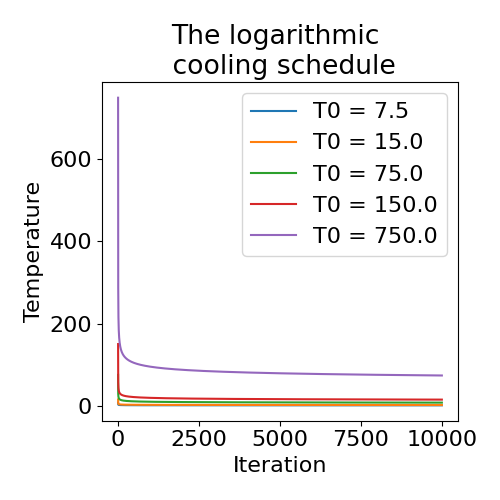 The logarithmic
cooling schedule
T0 = 7.5
T0 = 15.0
T0 = 75.0
T0 = 150.0
T0 = 750.0
Temperature
600
400
200
0
0 2500 5000 7500 10000
Iteration